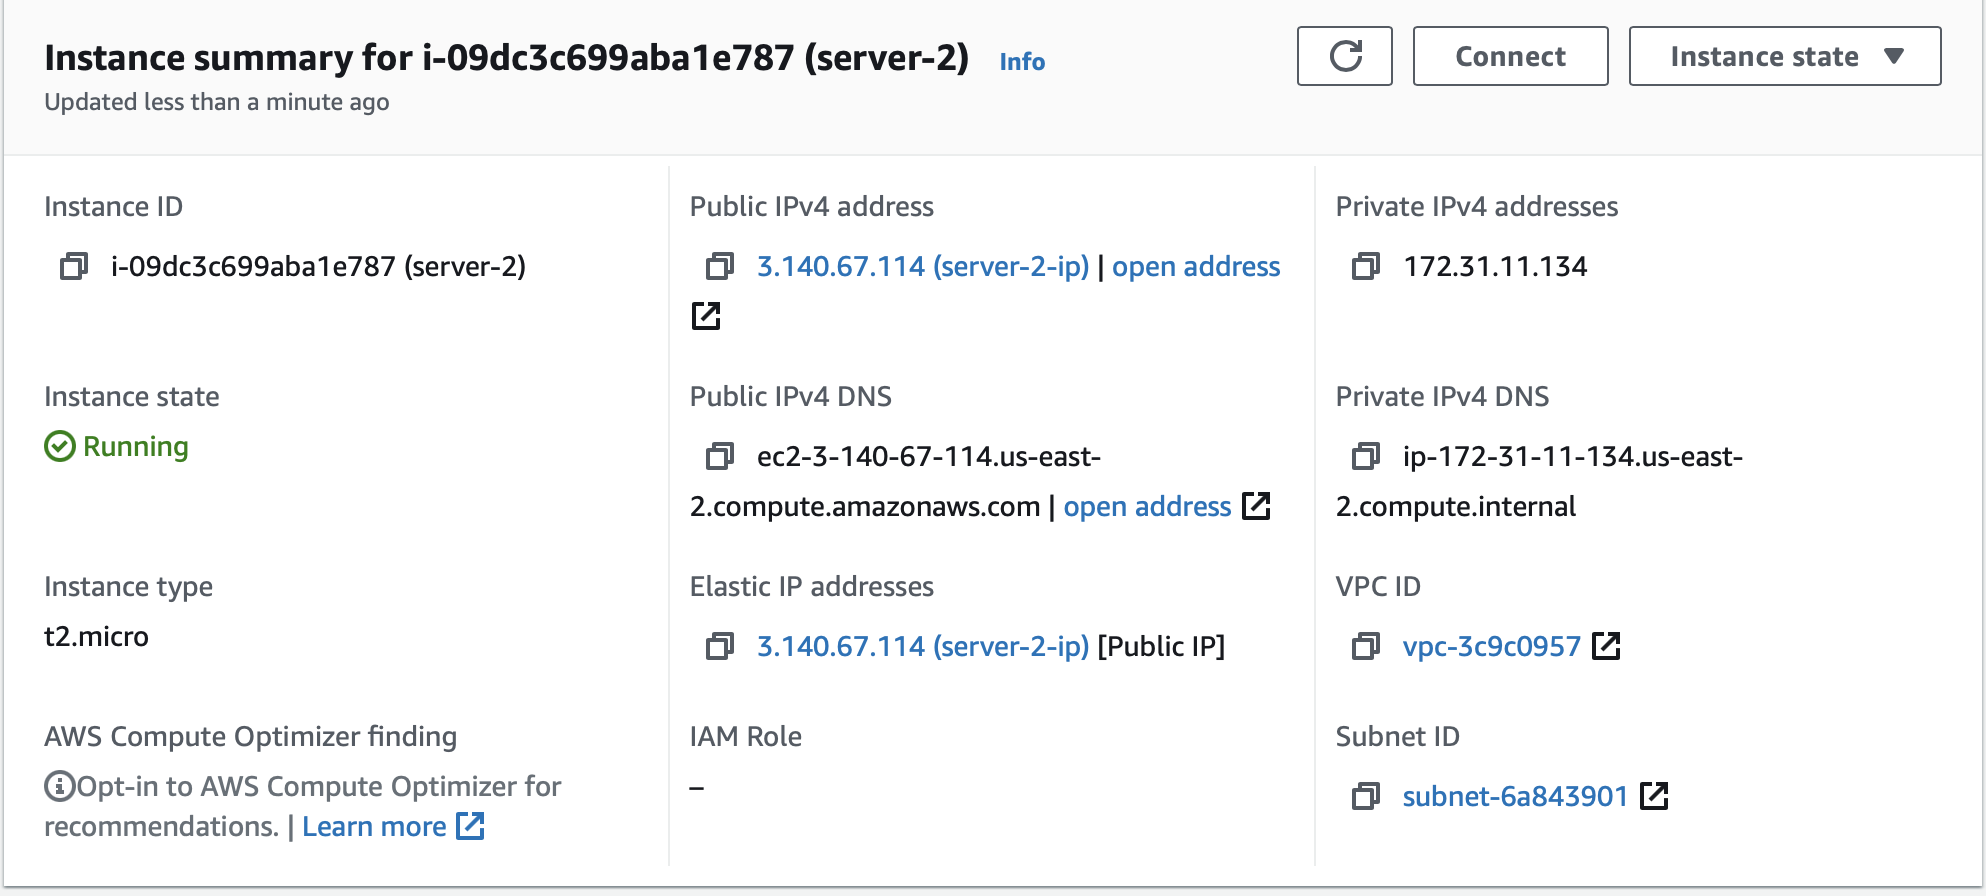 Instance summary for i-09dc3c699aba1e787 (server-2) Info
Connect
Instance state
Updated less than a minute ago
Instance ID
i-09dc3c699aba1e787 (server-2)
Public IPv4 address
3.140.67.114 (server-2-ip) | open address
Private IPv4 addresses
172.31.11.134
Instance state
Running
Public IPv4 DNS
ec2-3-140-67-114.us-east-
2.compute.amazonaws.com | open address
Private IPv4 DNS
ip-172-31-11-134.us-east-
2.compute.internal
Instance type
t2.micro
Elastic IP addresses
3.140.67.114 (server-2-ip) [Public IP]
VPC ID
vpc-3c9c0957
AWS Compute Optimizer finding
Opt-in to AWS Compute Optimizer for
recommendations. | Learn more
IAM Role
–
Subnet ID
subnet-6a843901